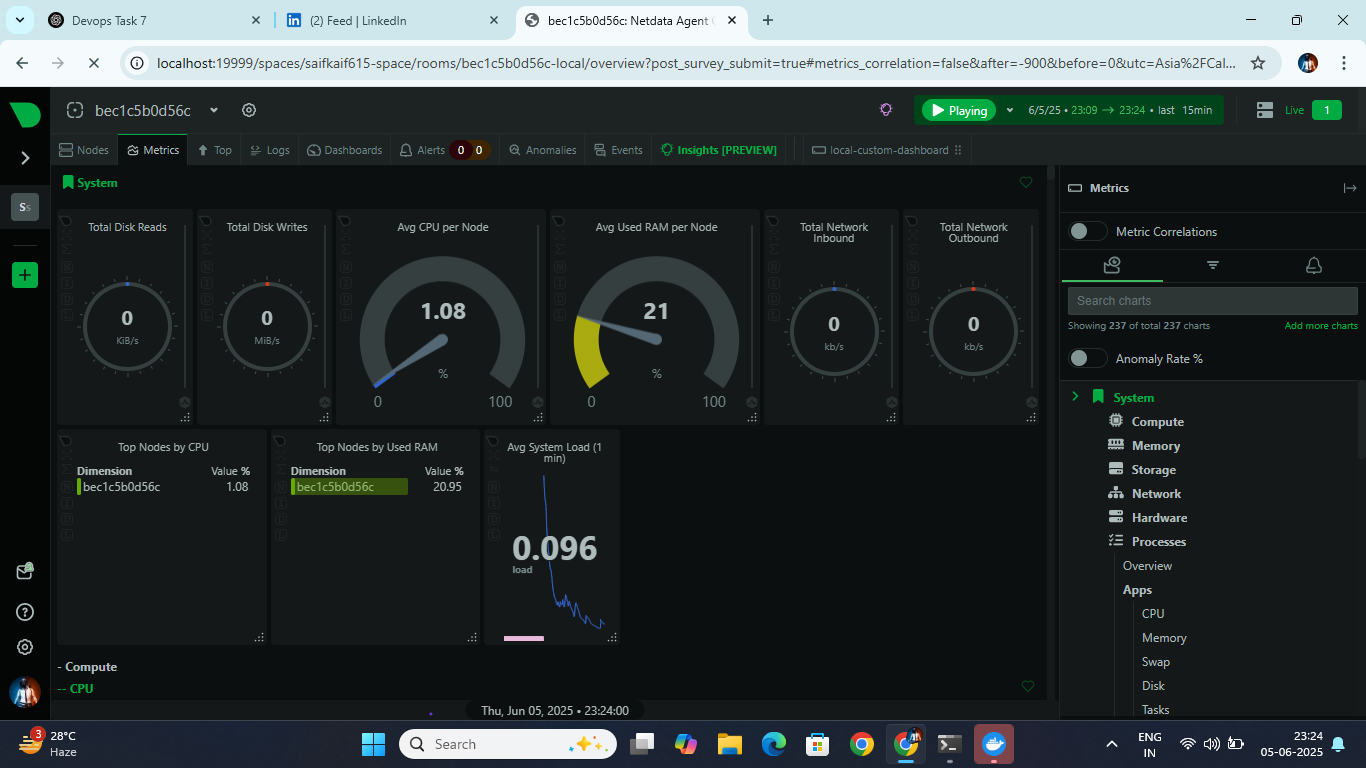 Devops Task 7
(2) Feed | LinkedIn
bec1c5b0d56c: Netdata Agent
localhost:19999/spaces/saifkaif615-space/rooms/bec1c5b0d56c-local/overview?post_survey_submit=true#metrics_correlation=false&after=-900&before=0&utc=Asia%2FCal...
bec1c5b0d56c
Playing
6/5/25 • 23:09 → 23:24 • last 15min
Live 1
Nodes
Metrics
Top
Logs
Dashboards
Alerts 0 0
Anomalies
Events
Insights [PREVIEW]
local-custom-dashboard
Ss
System
Total Disk Reads
0
KiB/s
Total Disk Writes
0
MiB/s
Avg CPU per Node
1.08
%
0 100
Avg Used RAM per Node
21
%
0 100
Total Network
Inbound
0
kb/s
Total Network
Outbound
0
kb/s
Top Nodes by CPU
Dimension Value %
bec1c5b0d56c 1.08
Top Nodes by Used RAM
Dimension Value %
bec1c5b0d56c 20.95
Avg System Load (1
min)
0.096
load
- Compute
-- CPU
Thu, Jun 05, 2025 • 23:24:00
Metrics
Metric Correlations
Search charts
Showing 237 of total 237 charts
Add more charts
Anomaly Rate %
System
Compute
Memory
Storage
Network
Hardware
Processes
Overview
Apps
CPU
Memory
Swap
Disk
Tasks
3
28°C
Haze
Search
ENG
IN
23:24
05-06-2025